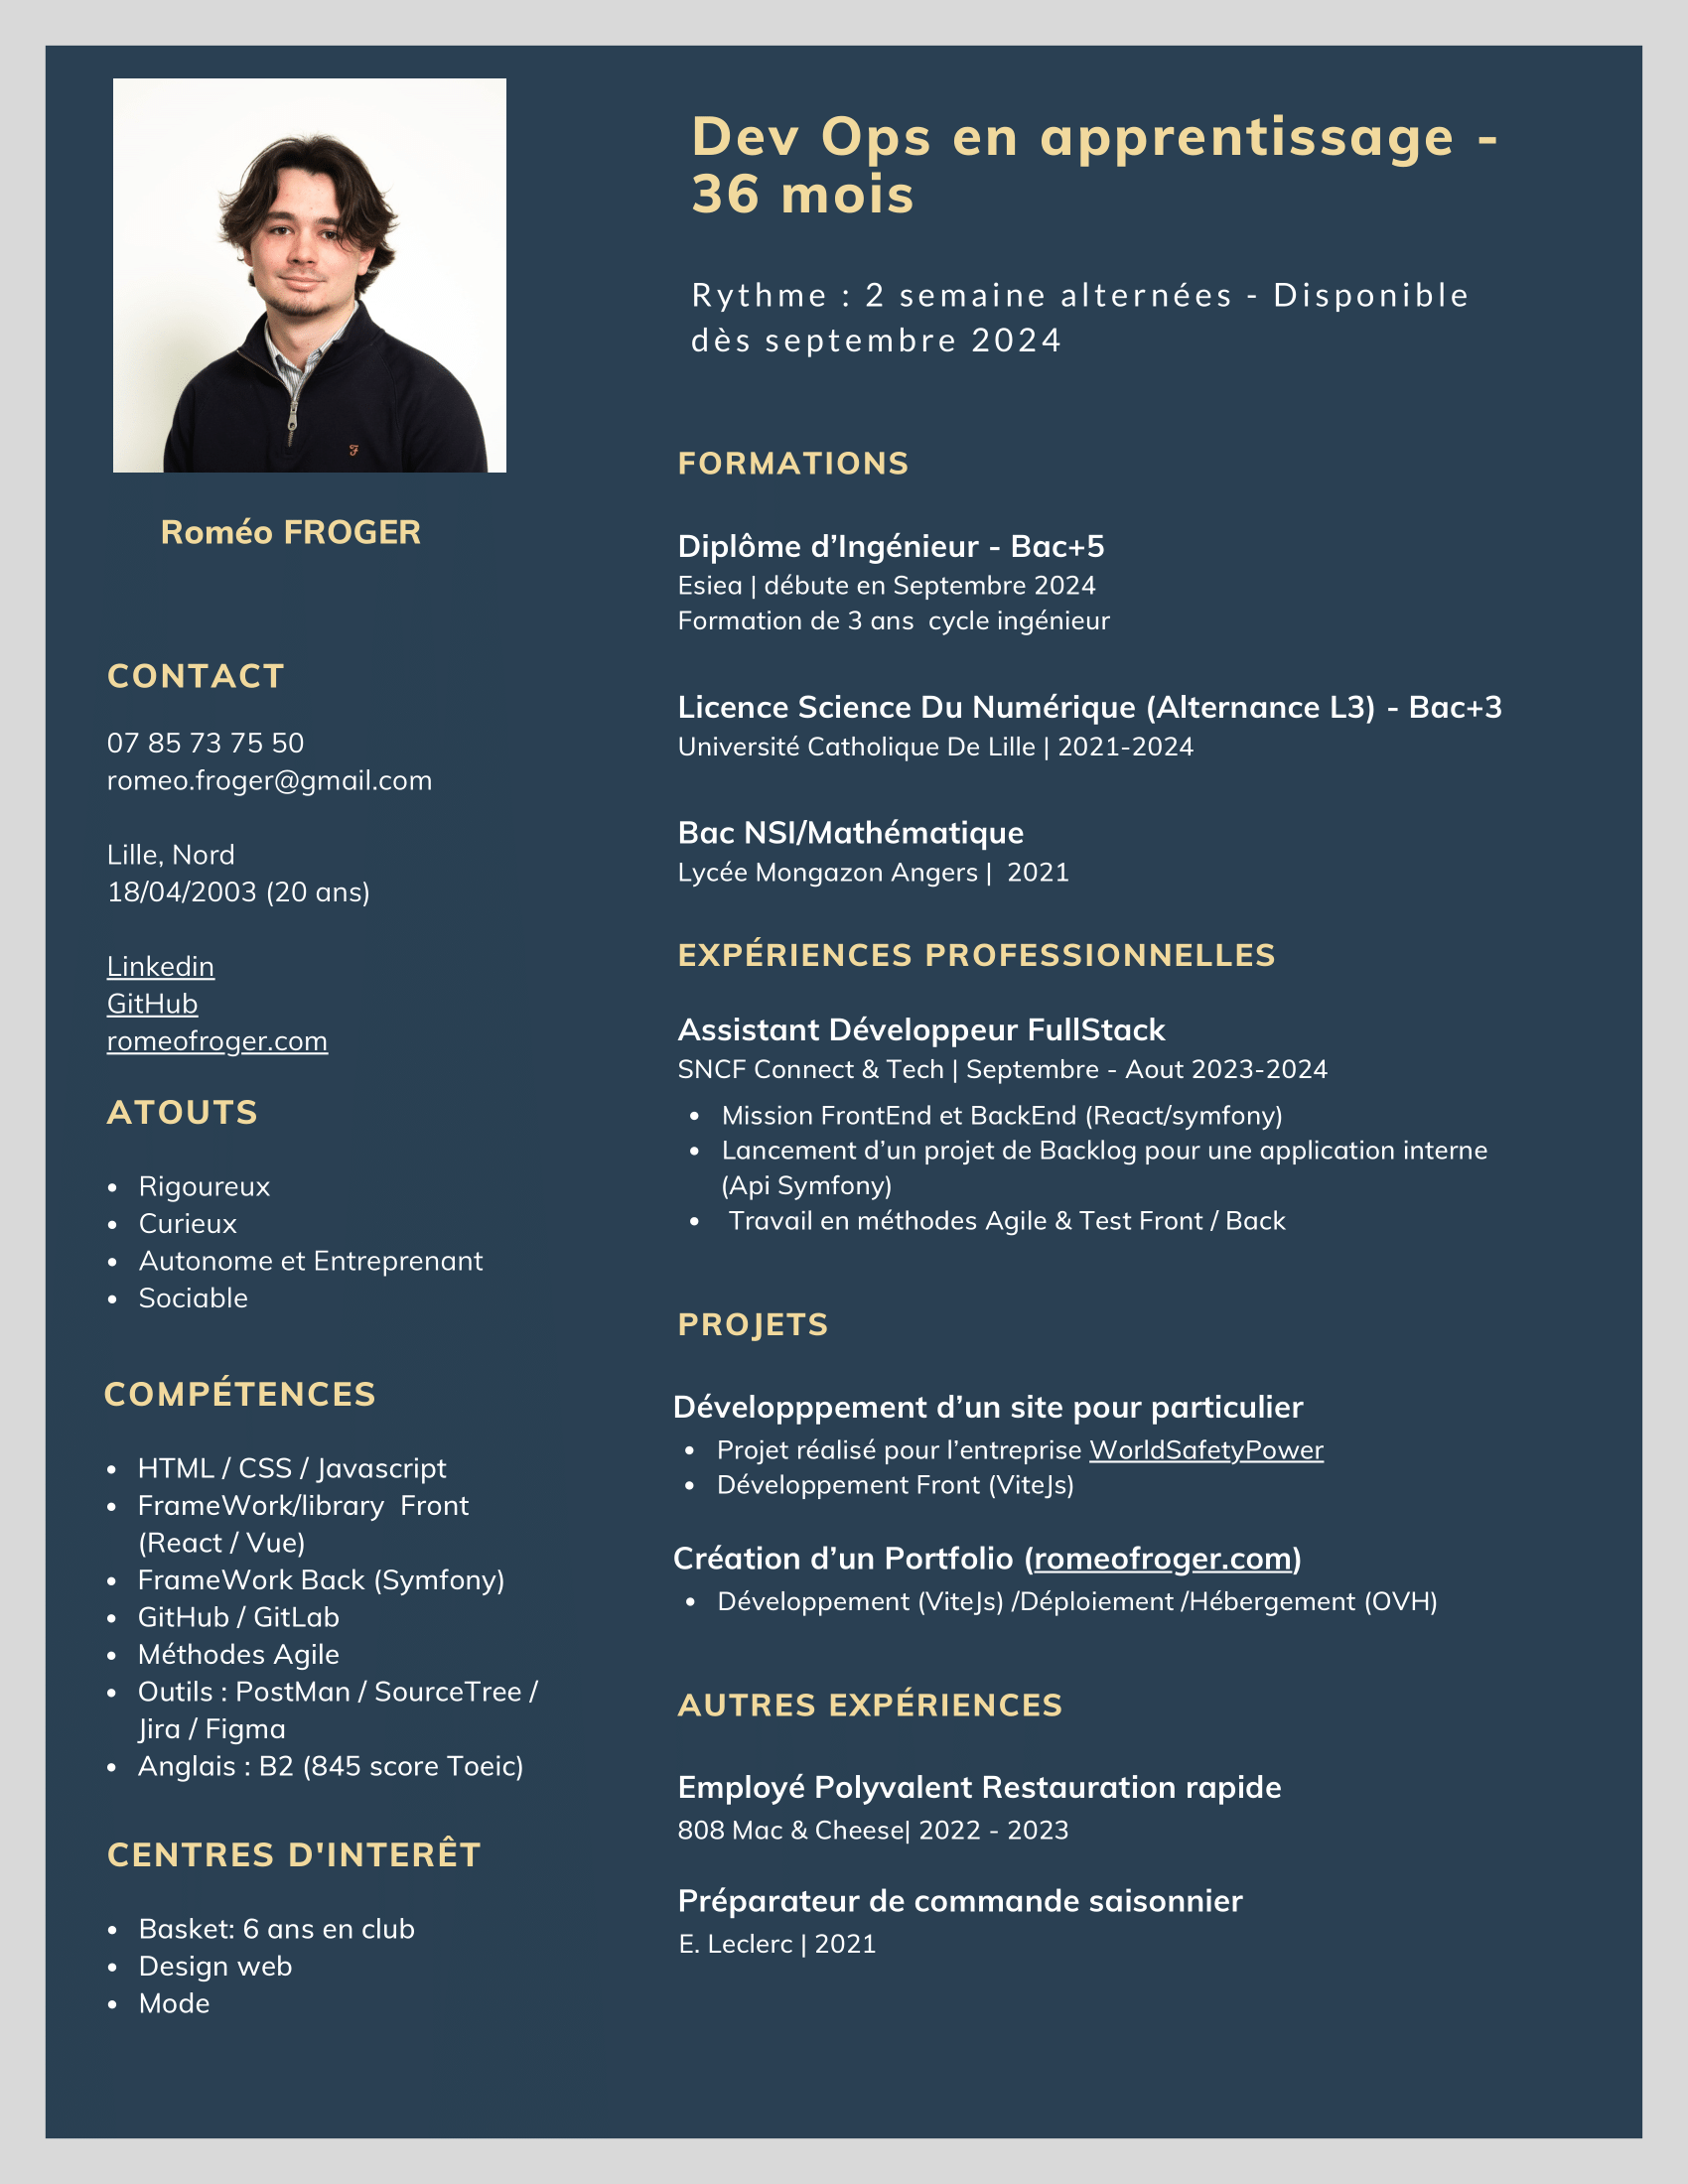 Roméo FROGER
CONTACT
07 85 73 75 50
romeo.froger@gmail.com
Lille, Nord
18/04/2003 (20 ans)
Linkedin
GitHub
romeofroger.com
ATOUTS
• Rigoureux
• Curieux
• Autonome et Entreprenant
• Sociable
COMPÉTENCES
• HTML / CSS / Javascript
• FrameWork/library  Front
(React / Vue)
• FrameWork Back (Symfony)
• GitHub / GitLab
• Méthodes Agile
• Outils : PostMan / SourceTree /
Jira / Figma
• Anglais : B2 (845 score Toeic)
CENTRES D'INTERÊT
• Basket: 6 ans en club
• Design web
• Mode
Dev Ops en apprentissage -
36 mois
Rythme : 2 semaine alternées - Disponible
dès septembre 2024
FORMATIONS
Diplôme d’Ingénieur - Bac+5
Esiea | débute en Septembre 2024
Formation de 3 ans  cycle ingénieur
Licence Science Du Numérique (Alternance L3) - Bac+3
Université Catholique De Lille | 2021-2024
Bac NSI/Mathématique
Lycée Mongazon Angers |  2021
EXPÉRIENCES PROFESSIONNELLES
Assistant Développeur FullStack
SNCF Connect & Tech | Septembre - Aout 2023-2024
• Mission FrontEnd et BackEnd (React/symfony)
• Lancement d’un projet de Backlog pour une application interne
(Api Symfony)
• Travail en méthodes Agile & Test Front / Back
PROJETS
Développpement d’un site pour particulier
• Projet réalisé pour l’entreprise WorldSafetyPower
• Développement Front (ViteJs)
Création d’un Portfolio (romeofroger.com)
• Développement (ViteJs) /Déploiement /Hébergement (OVH)
AUTRES EXPÉRIENCES
Employé Polyvalent Restauration rapide
808 Mac & Cheese| 2022 - 2023
Préparateur de commande saisonnier
E. Leclerc | 2021